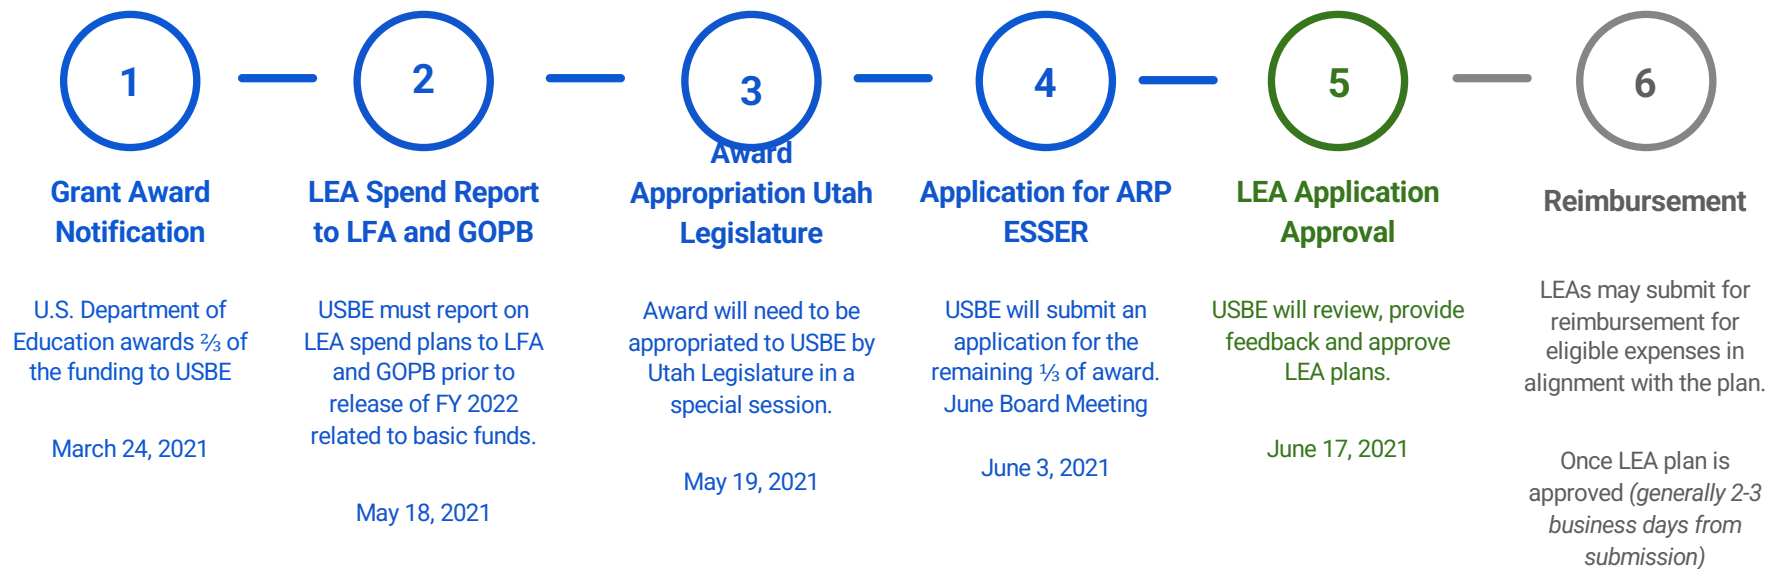 1
Grant Award
Notification
U.S. Department of
Education awards ⅔ of
the funding to USBE
March 24, 2021
2
LEA Spend Report
to LFA and GOPB
USBE must report on
LEA spend plans to LFA
and GOPB prior to
release of FY 2022
related to basic funds.
May 18, 2021
3
Award
Appropriation Utah
Legislature
Award will need to be
appropriated to USBE by
Utah Legislature in a
special session.
May 19, 2021
4
Application for ARP
ESSER
USBE will submit an
application for the
remaining ⅓ of award.
June Board Meeting
June 3, 2021
5
LEA Application
Approval
USBE will review, provide
feedback and approve
LEA plans.
June 17, 2021
6
Reimbursement
LEAs may submit for
reimbursement for
eligible expenses in
alignment with the plan.
Once LEA plan is
approved (generally 2-3
business days from
submission)